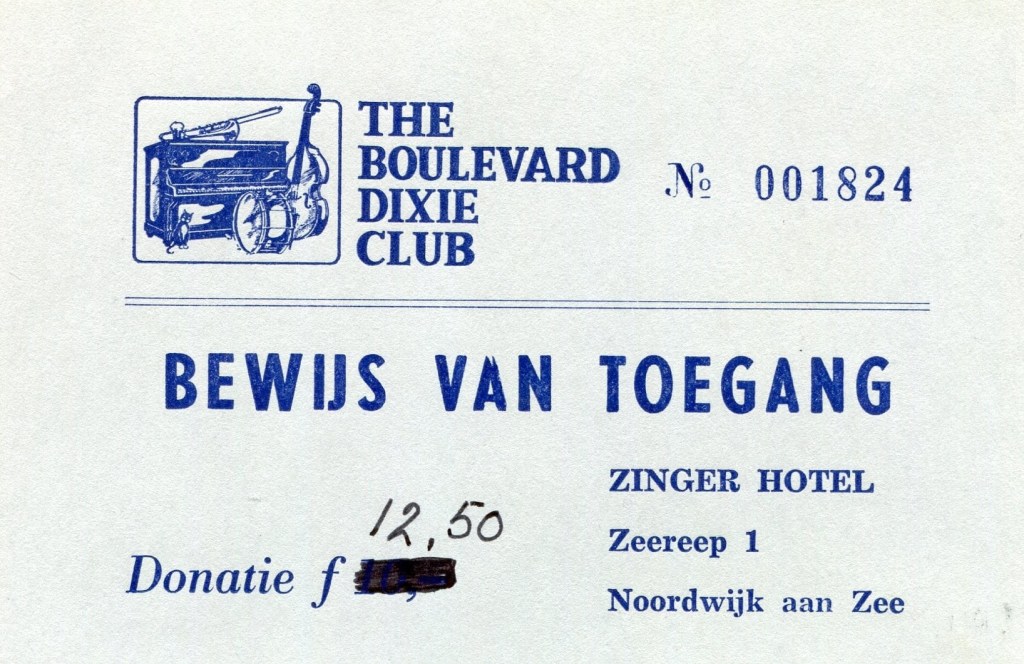 THE
BOULEVARD
DIXIE
CLUB
№ 001824
BEWIJS VAN TOEGANG
ZINGER HOTEL
Zeereep 1
Noordwijk aan Zee
12,50
Donatie f 10,-